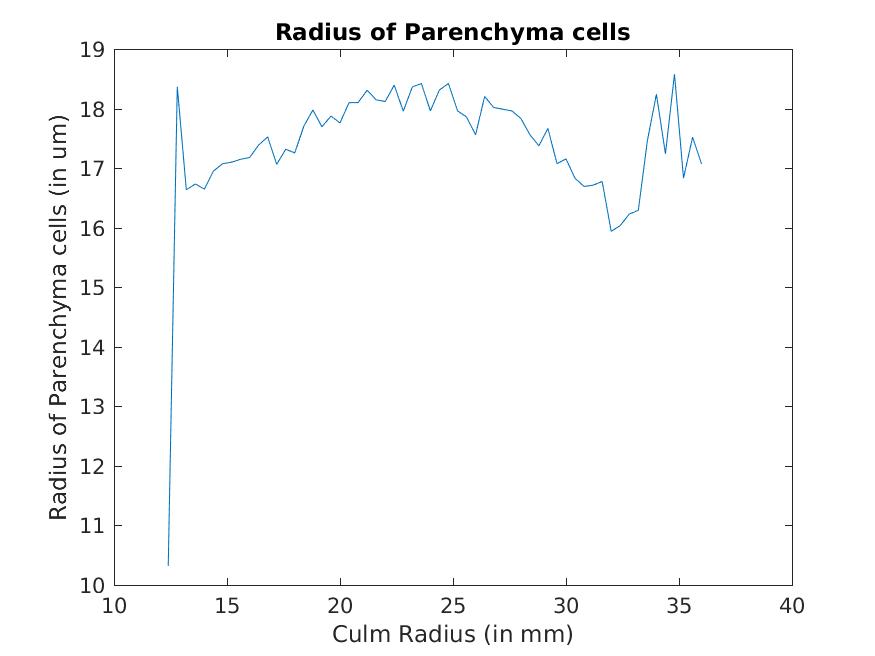 Radius of Parenchyma cells
19
18
17
16
15
14
13
12
11
10
Radius of Parenchyma cells (in um)
10 15 20 25 30 35 40
Culm Radius (in mm)